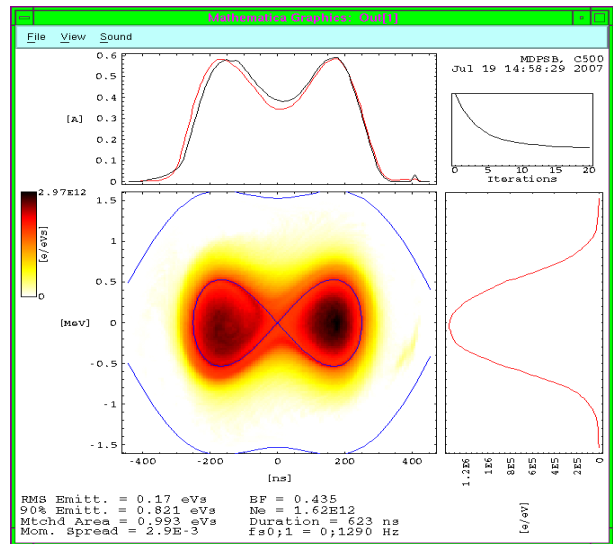 Mathematica Graphics: Out[1]
File View Sound
MDPSB, C500
Jul 19 14:58:29 2007
0.6
0.5
0.4
0.3
0.2
0.1
0
[A]
0 5 10 15 20
Iterations
2.97E12
[e/eVs]
0
1.5
1
0.5
0
-0.5
-1
-1.5
[MeV]
-400 -200 0 200 400
[ns]
1.2E6
1E6
8E5
5E5
2E5
0
[e/eV]
RMS Emitt. = 0.17 eVs BF = 0.435
90% Emitt. = 0.821 eVs Ne = 1.62E12
Mtchd Area = 0.993 eVs Duration = 623 ns
Mom. Spread = 2.9E-3 fs0;1 = 0;1290 Hz